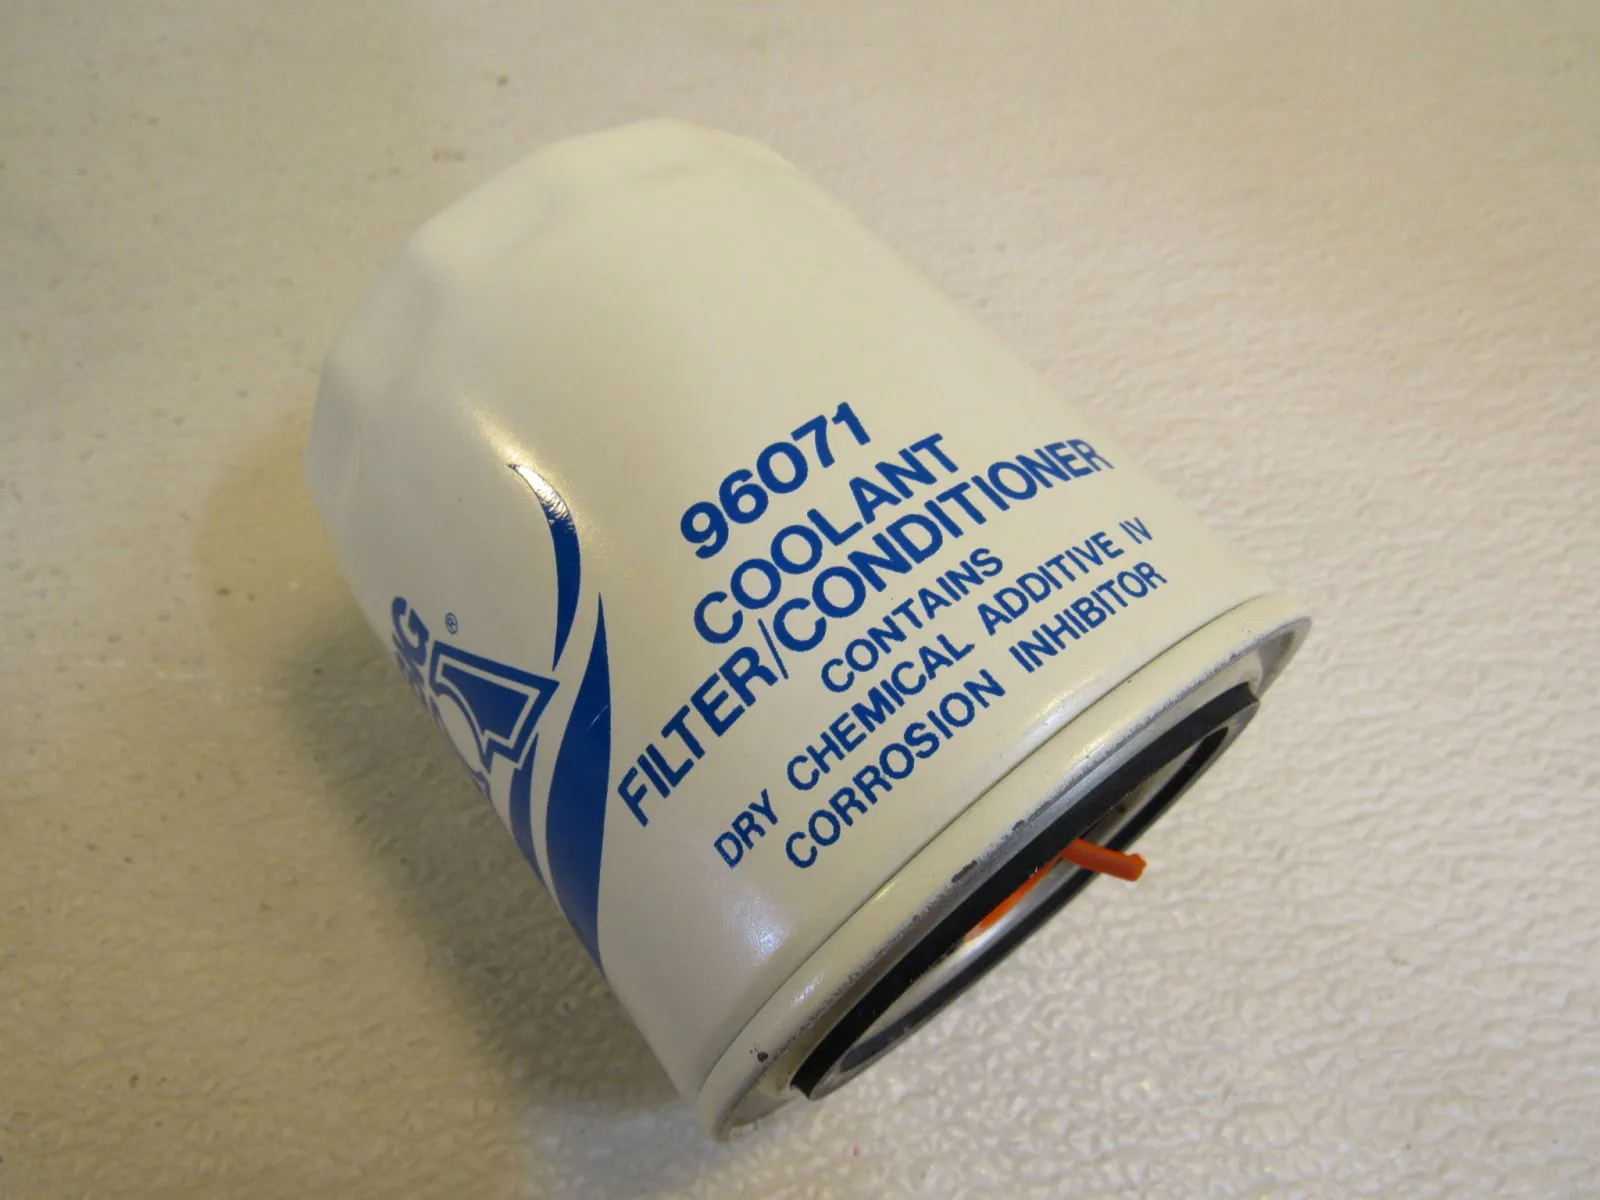 96071
COOLANT
FILTER/CONDITIONER
CONTAINS
DRY CHEMICAL ADDITIVE IV
CORROSION INHIBITOR
®